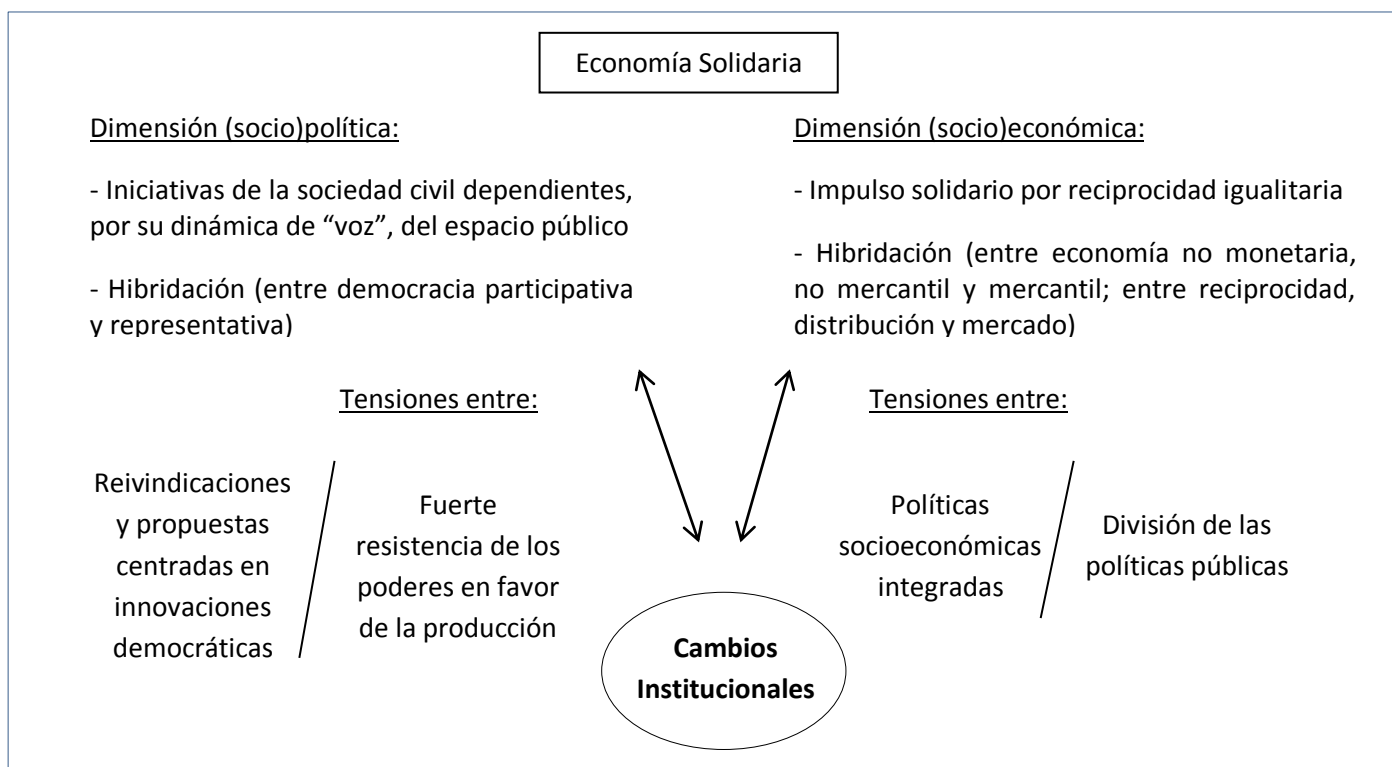 Economía Solidaria
Dimensión (socio)política:
- Iniciativas de la sociedad civil dependientes,
por su dinámica de “voz”, del espacio público
- Hibridación (entre democracia participativa
y representativa)
Dimensión (socio)económica:
- Impulso solidario por reciprocidad igualitaria
- Hibridación (entre economía no monetaria,
no mercantil y mercantil; entre reciprocidad,
distribución y mercado)
Tensiones entre:
Reivindicaciones
y propuestas
centradas en
innovaciones
democráticas
Fuerte
resistencia de los
poderes en favor
de la producción
Tensiones entre:
Políticas
socioeconómicas
integradas
División de las
políticas públicas
Cambios
Institucionales